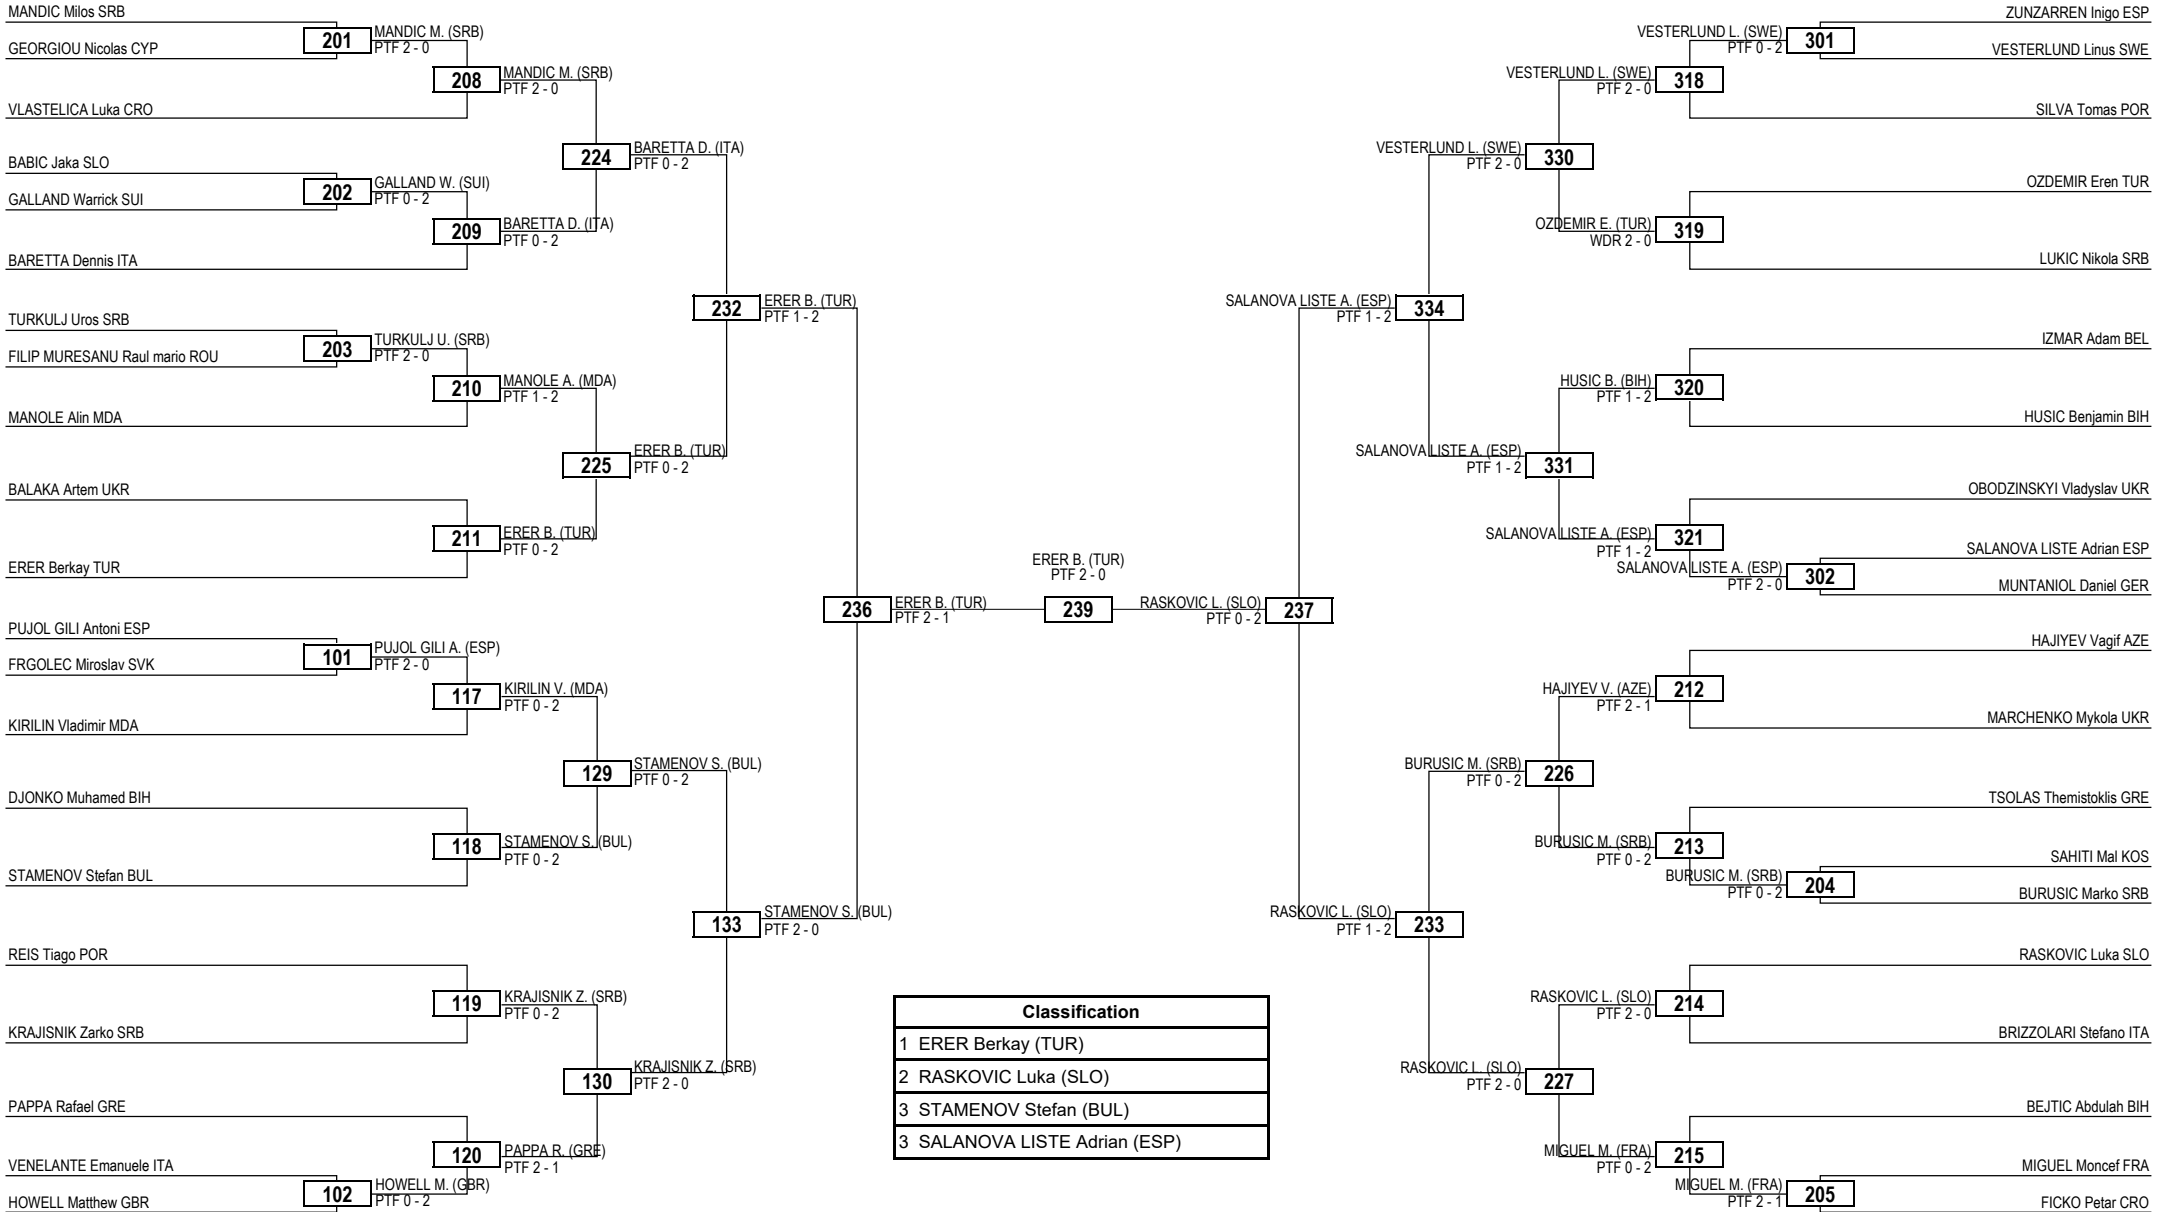 MANDIC Milos SRB
GEORGIOU Nicolas CYP
201
MANDIC M. (SRB)
PTF 2 - 0
208
MANDIC M. (SRB)
PTF 2 - 0
VLASTELICA Luka CRO
224
BARETTA D. (ITA)
PTF 0 - 2
BABIC Jaka SLO
GALLAND Warrick SUI
202
GALLAND W. (SUI)
PTF 0 - 2
209
BARETTA D. (ITA)
PTF 0 - 2
BARETTA Dennis ITA
232
ERER B. (TUR)
PTF 1 - 2
TURKULJ Uros SRB
FILIP MURESANU Raul mario ROU
203
TURKULJ U. (SRB)
PTF 2 - 0
210
MANOLE A. (MDA)
PTF 1 - 2
MANOLE Alin MDA
225
ERER B. (TUR)
PTF 0 - 2
BALAKA Artem UKR
211
ERER B. (TUR)
PTF 0 - 2
ERER Berkay TUR
236
ERER B. (TUR)
PTF 2 - 1
PUJOL GILI Antoni ESP
FRGOLEC Miroslav SVK
101
PUJOL GILI A. (ESP)
PTF 2 - 0
117
KIRILIN V. (MDA)
PTF 0 - 2
KIRILIN Vladimir MDA
129
STAMENOV S. (BUL)
PTF 0 - 2
DJONKO Muhamed BIH
118
STAMENOV S. (BUL)
PTF 0 - 2
STAMENOV Stefan BUL
133
STAMENOV S. (BUL)
PTF 2 - 0
REIS Tiago POR
119
KRAJISNIK Z. (SRB)
PTF 0 - 2
KRAJISNIK Zarko SRB
130
KRAJISNIK Z. (SRB)
PTF 2 - 0
PAPPA Rafael GRE
120
PAPPA R. (GRE)
PTF 2 - 1
VENELANTE Emanuele ITA
HOWELL Matthew GBR
102
HOWELL M. (GBR)
PTF 0 - 2
ERER B. (TUR)
PTF 2 - 0
239
Classification
1 ERER Berkay (TUR)
2 RASKOVIC Luka (SLO)
3 STAMENOV Stefan (BUL)
3 SALANOVA LISTE Adrian (ESP)
ZUNZARREN Inigo ESP
VESTERLUND L. (SWE)
PTF 0 - 2
301
VESTERLUND Linus SWE
VESTERLUND L. (SWE)
PTF 2 - 0
318
SILVA Tomas POR
VESTERLUND L. (SWE)
PTF 2 - 0
330
OZDEMIR Eren TUR
OZDEMIR E. (TUR)
WDR 2 - 0
319
LUKIC Nikola SRB
SALANOVA LISTE A. (ESP)
PTF 1 - 2
334
IZMAR Adam BEL
HUSIC B. (BIH)
PTF 1 - 2
320
HUSIC Benjamin BIH
SALANOVA LISTE A. (ESP)
PTF 1 - 2
331
OBODZINSKYI Vladyslav UKR
SALANOVA LISTE A. (ESP)
PTF 1 - 2
321
SALANOVA LISTE Adrian ESP
SALANOVA LISTE A. (ESP)
PTF 2 - 0
302
MUNTANIOL Daniel GER
RASKOVIC L. (SLO)
PTF 0 - 2
237
HAJIYEV Vagif AZE
HAJIYEV V. (AZE)
PTF 2 - 1
212
MARCHENKO Mykola UKR
BURUSIC M. (SRB)
PTF 0 - 2
226
TSOLAS Themistoklis GRE
BURUSIC M. (SRB)
PTF 0 - 2
213
SAHITI Mal KOS
BURUSIC M. (SRB)
PTF 0 - 2
204
BURUSIC Marko SRB
RASKOVIC L. (SLO)
PTF 1 - 2
233
RASKOVIC Luka SLO
RASKOVIC L. (SLO)
PTF 2 - 0
214
BRIZZOLARI Stefano ITA
RASKOVIC L. (SLO)
PTF 2 - 0
227
BEJTIC Abdulah BIH
MIGUEL M. (FRA)
PTF 0 - 2
215
MIGUEL Moncef FRA
MIGUEL M. (FRA)
PTF 2 - 1
205
FICKO Petar CRO